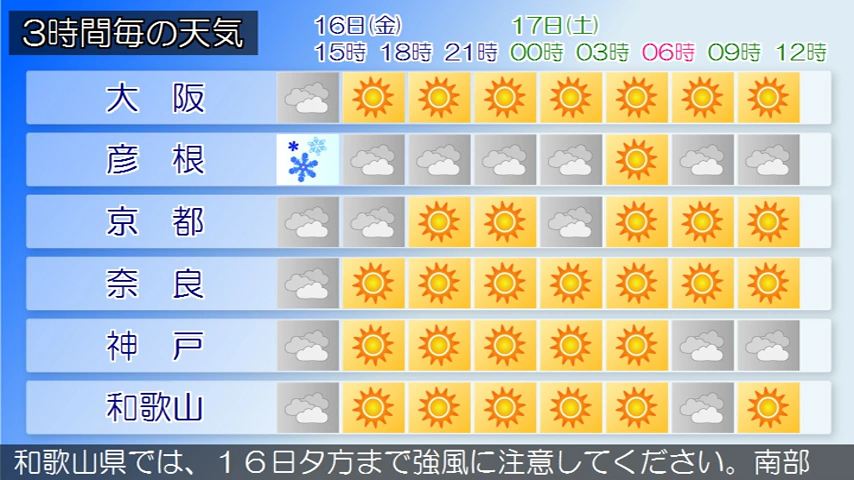 3時間毎の天気
16日(金) 17日(土)
15時 18時 21時 00時 03時 06時 09時 12時
大 阪
彦 根
京 都
奈 良
神 戸
和歌山
和歌山県では、１６日夕方まで強風に注意してください。南部